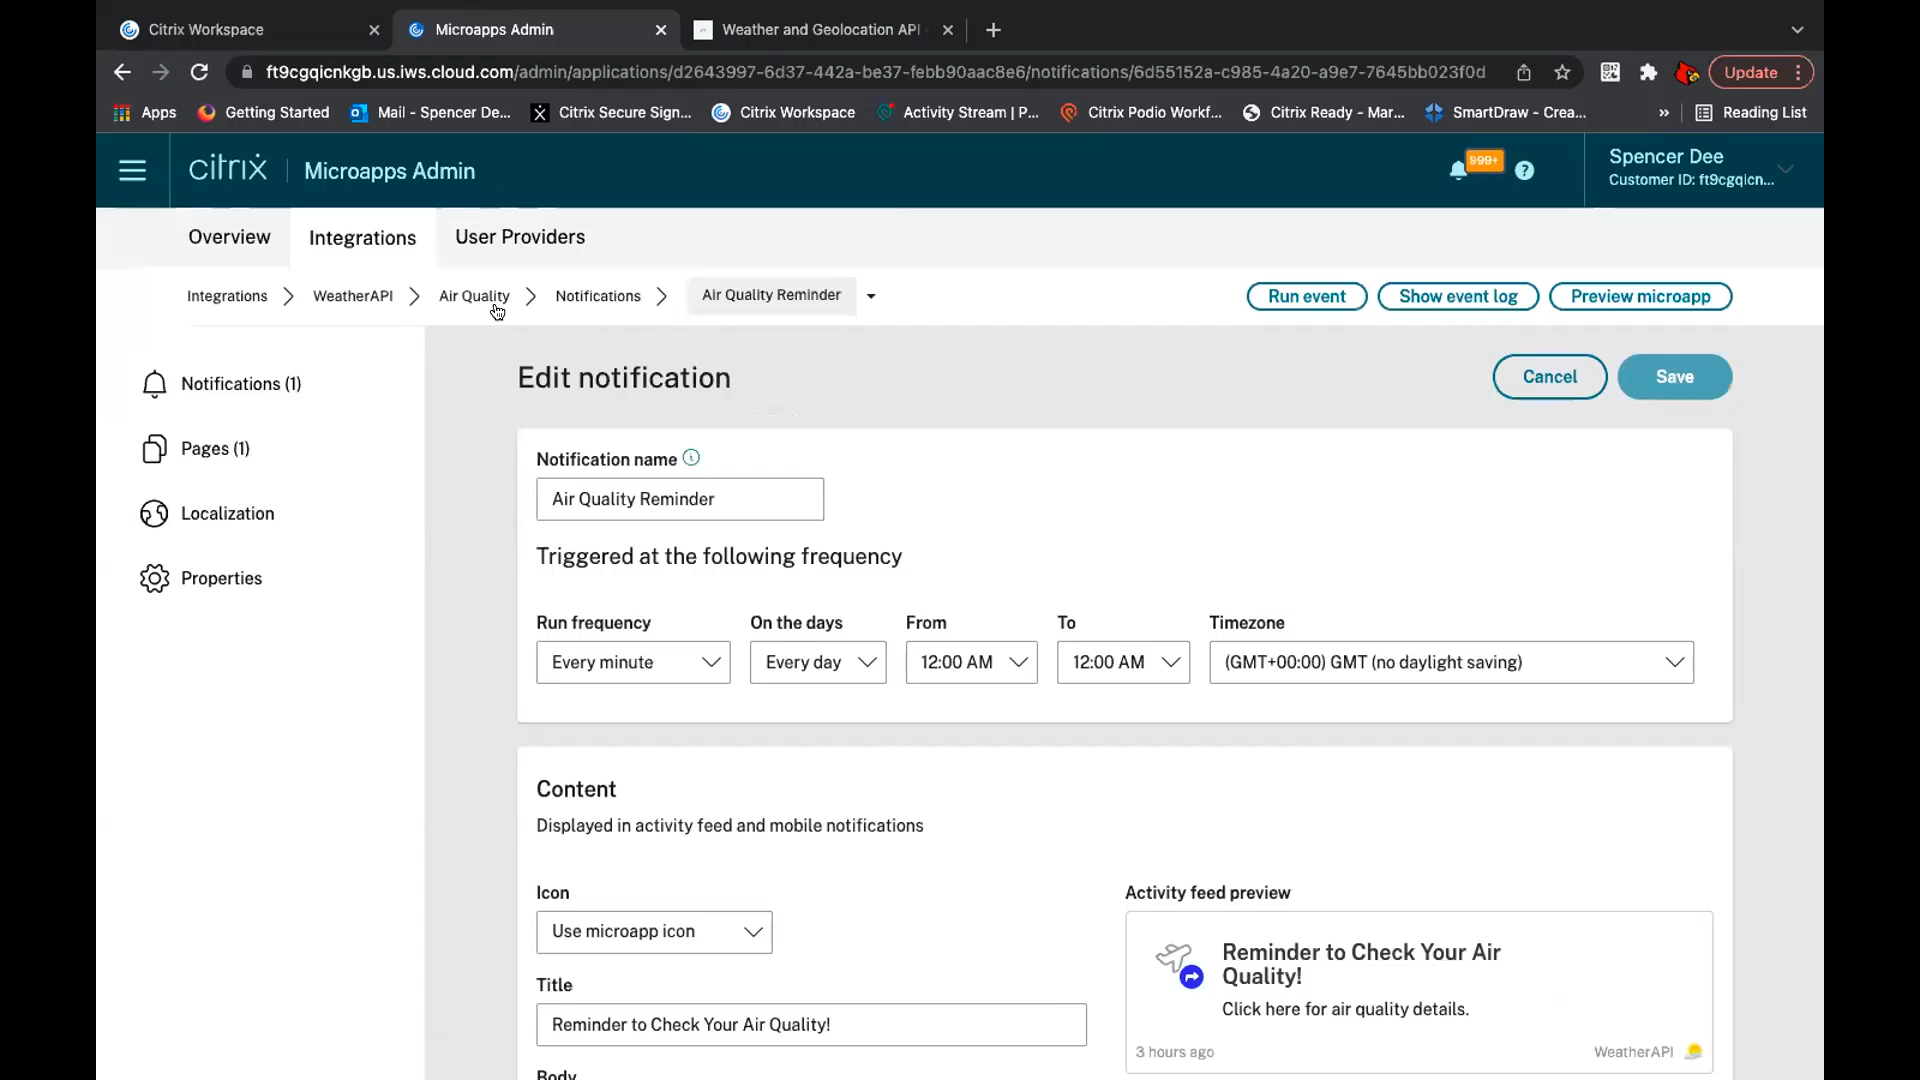 Citrix Workspace
Microapps Admin
Weather and Geolocation API
ft9cgqicnkgb.us.iws.cloud.com/admin/applications/d2643997-6d37-442a-be37-febb90aac8e6/notifications/6d55152a-c985-4a20-a9e7-7645bb023f0d
Update
Apps
Getting Started
Mail - Spencer De...
Citrix Secure Sign...
Citrix Workspace
Activity Stream | P...
Citrix Podio Workf...
Citrix Ready - Mar...
SmartDraw - Crea...
»
Reading List
citrix
Microapps Admin
999+
?
Spencer Dee
Customer ID: ft9cgqicn...
Overview
Integrations
User Providers
Integrations
WeatherAPI
Air Quality
Notifications
Air Quality Reminder
Run event
Show event log
Preview microapp
Notifications (1)
Pages (1)
Localization
Properties
Edit notification
Cancel
Save
Notification name
Air Quality Reminder
Triggered at the following frequency
Run frequency
On the days
From
To
Timezone
Every minute
Every day
12:00 AM
12:00 AM
(GMT+00:00) GMT (no daylight saving)
Content
Displayed in activity feed and mobile notifications
Icon
Use microapp icon
Title
Reminder to Check Your Air Quality!
Body
Activity feed preview
Reminder to Check Your Air
Quality!
Click here for air quality details.
3 hours ago
WeatherAPI